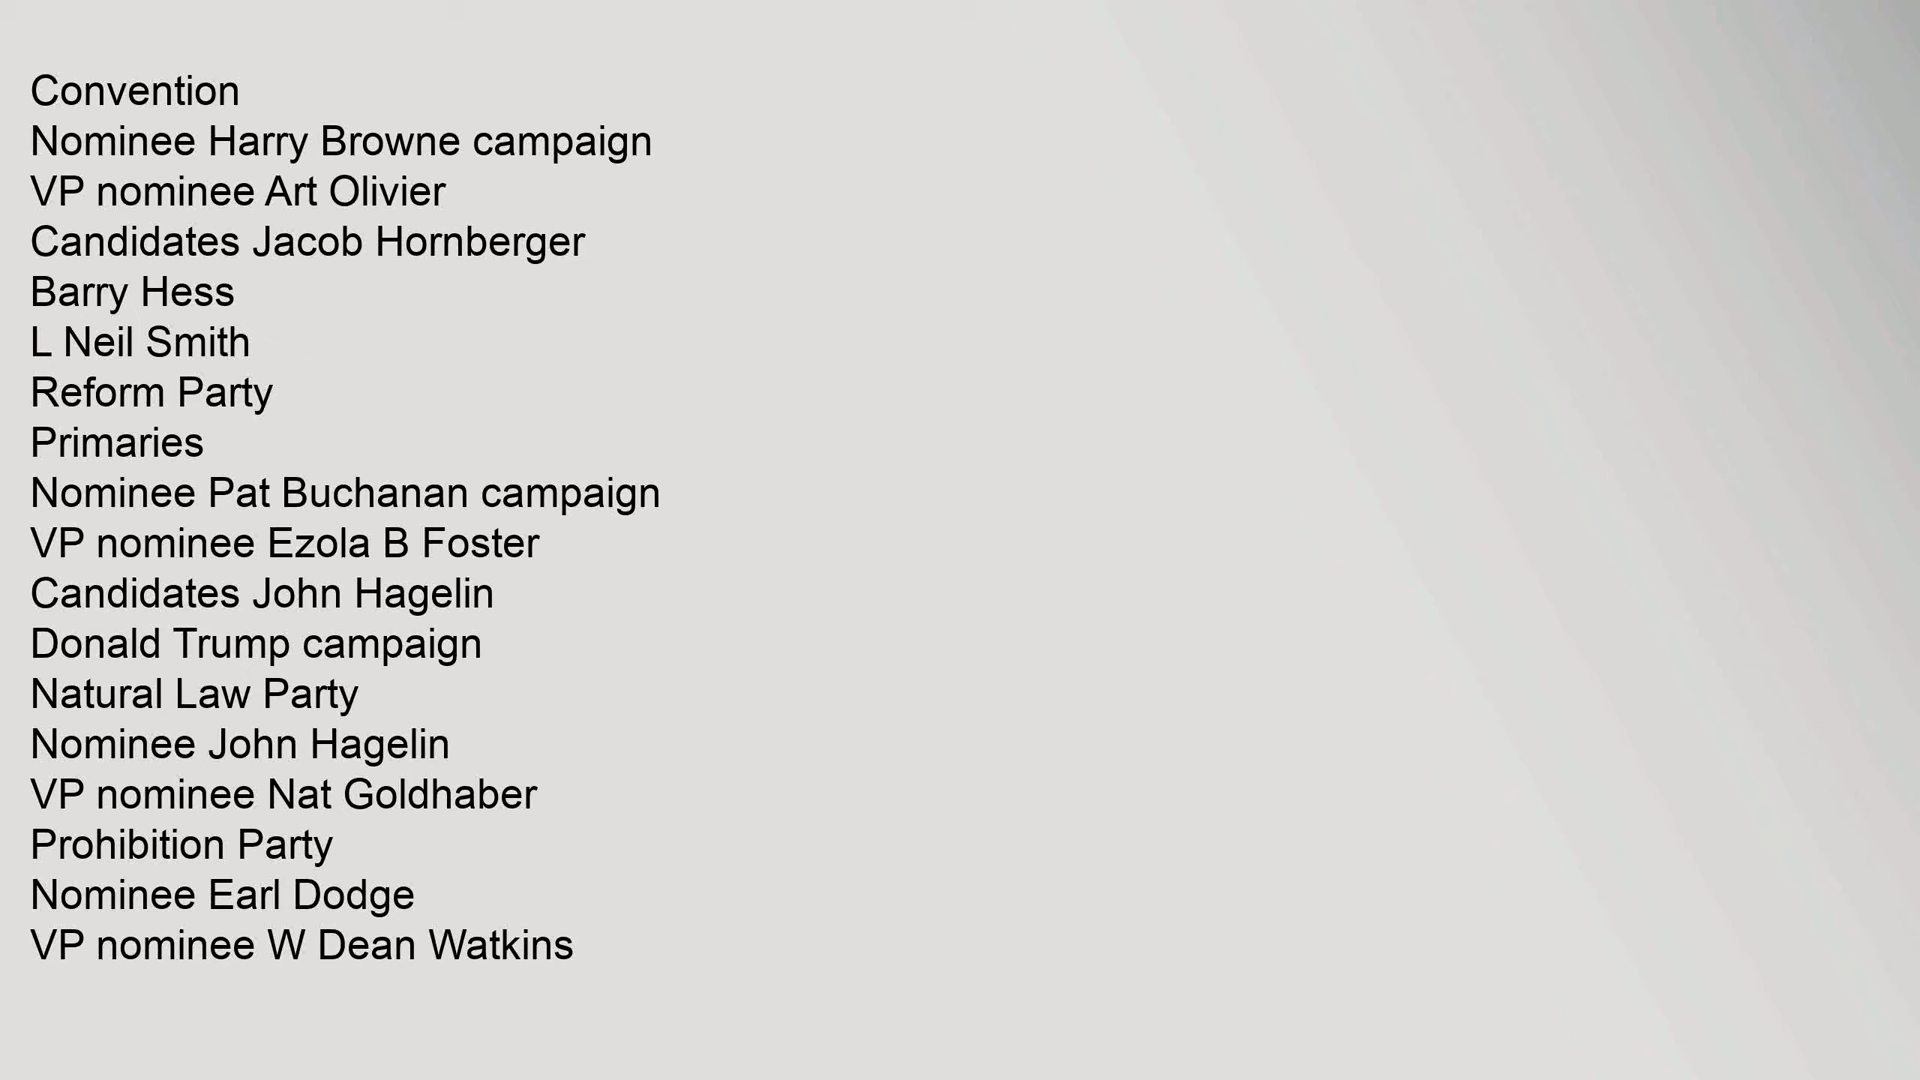 Convention
Nominee Harry Browne campaign
VP nominee Art Olivier
Candidates Jacob Hornberger
Barry Hess
L Neil Smith
Reform Party
Primaries
Nominee Pat Buchanan campaign
VP nominee Ezola B Foster
Candidates John Hagelin
Donald Trump campaign
Natural Law Party
Nominee John Hagelin
VP nominee Nat Goldhaber
Prohibition Party
Nominee Earl Dodge
VP nominee W Dean Watkins